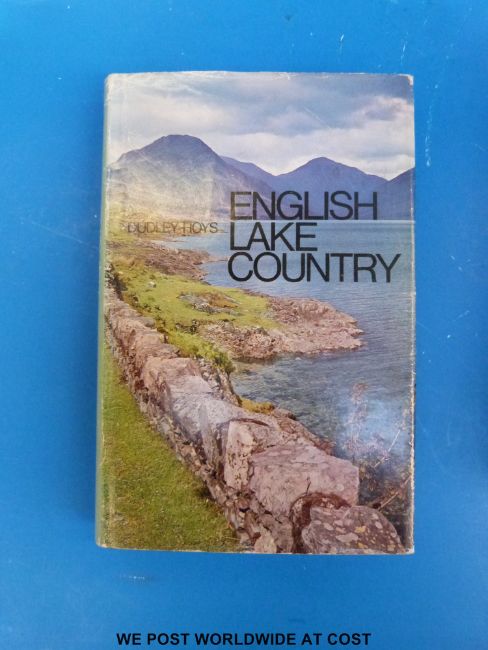 ENGLISH
DUDLEY HOYS
LAKE
COUNTRY
WE POST WORLDWIDE AT COST